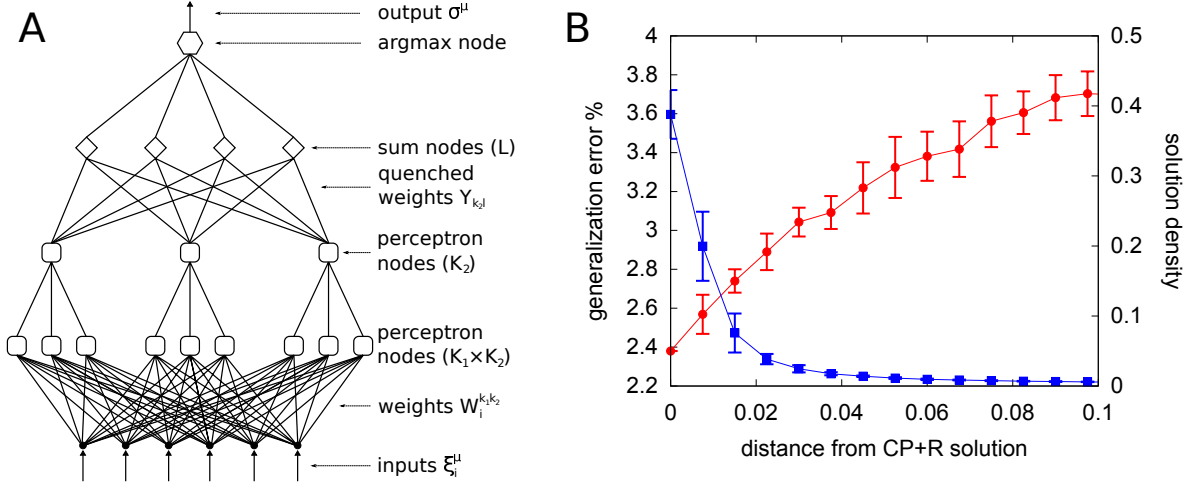 A
output σ^μ
argmax node
sum nodes (L)
quenched
weights Y_{k₂l}
perceptron
nodes (K₂)
perceptron
nodes (K₁×K₂)
weights W_i^{k₁k₂}
inputs ξ_i^μ
B
generalization error %
4
3.8
3.6
3.4
3.2
3
2.8
2.6
2.4
2.2
0
0.02
0.04
0.06
0.08
0.1
distance from CP+R solution
0.5
0.4
0.3
0.2
0.1
0
solution density